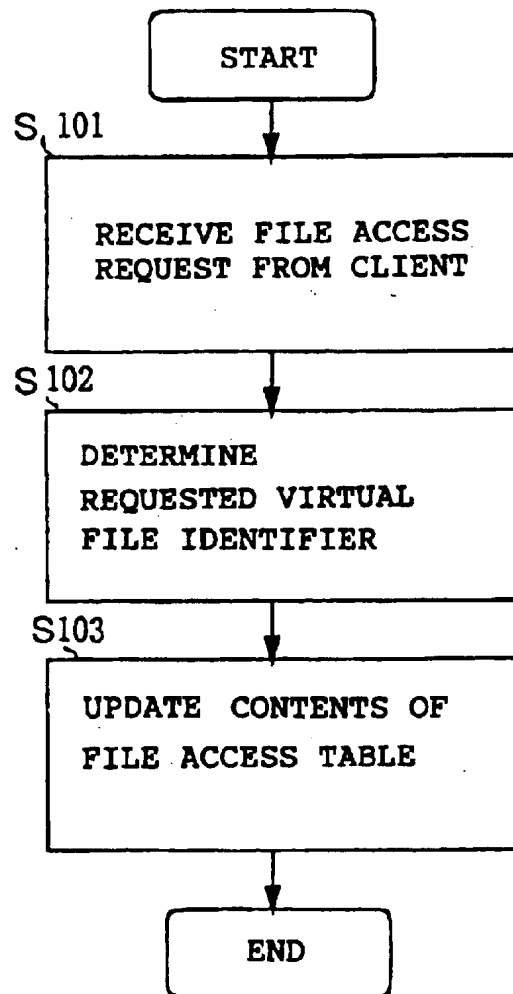 START
S 101
RECEIVE FILE ACCESS
REQUEST FROM CLIENT
S 102
DETERMINE
REQUESTED VIRTUAL
FILE IDENTIFIER
S103
UPDATE CONTENTS OF
FILE ACCESS TABLE
END